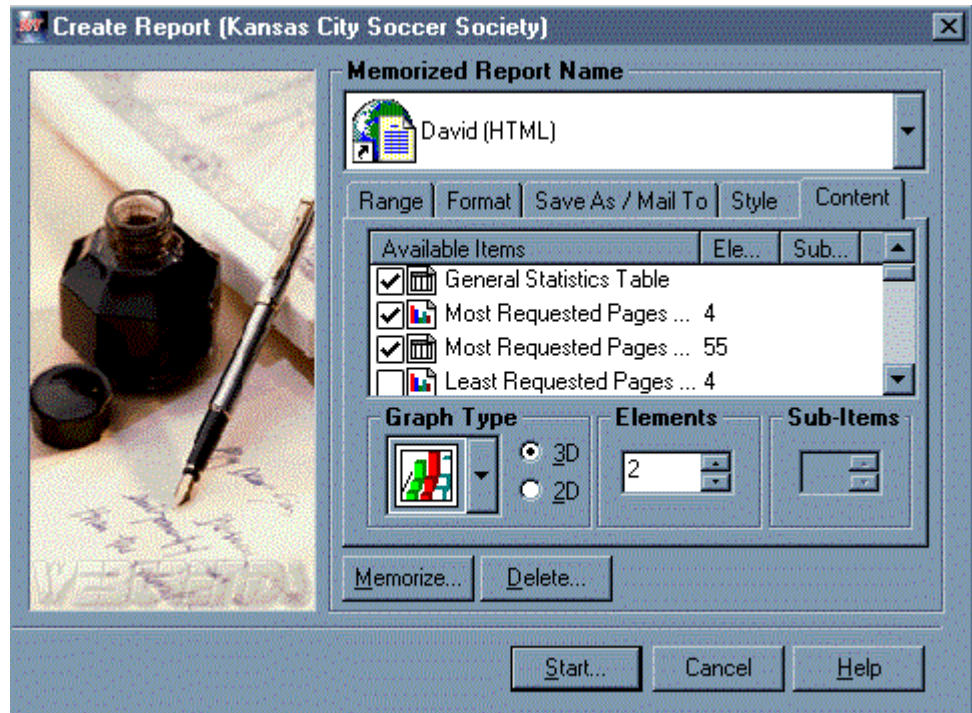 Create Report (Kansas City Soccer Society)
Memorized Report Name
David (HTML)
Range Format Save As / Mail To Style Content
Available Items Ele... Sub...
General Statistics Table
Most Requested Pages ... 4
Most Requested Pages ... 55
Least Requested Pages ... 4
Graph Type Elements Sub-Items
3D
2
2D
Memorize... Delete...
Start... Cancel Help